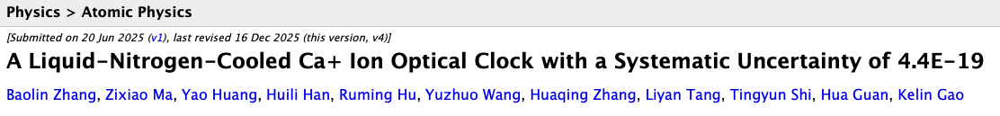 Physics > Atomic Physics
[Submitted on 20 Jun 2025 (v1), last revised 16 Dec 2025 (this version, v4)]
A Liquid-Nitrogen-Cooled Ca+ Ion Optical Clock with a Systematic Uncertainty of 4.4E-19
Baolin Zhang, Zixiao Ma, Yao Huang, Huili Han, Ruming Hu, Yuzhuo Wang, Huaqing Zhang, Liyan Tang, Tingyun Shi, Hua Guan, Kelin Gao